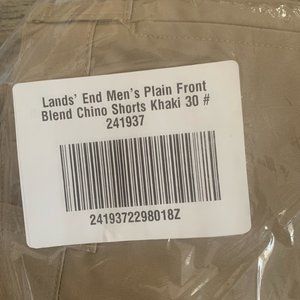 Lands' End Men's Plain Front
Blend Chino Shorts Khaki 30 #
241937
2419372298018Z